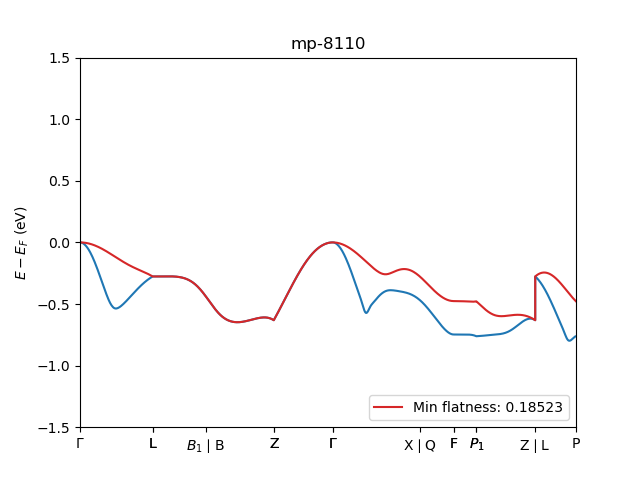 mp-8110
E − E_F (eV)
1.5
1.0
0.5
0.0
−0.5
−1.0
−1.5
Min flatness: 0.18523
Γ L B₁ | B Z Γ X | Q F P₁ Z | L P